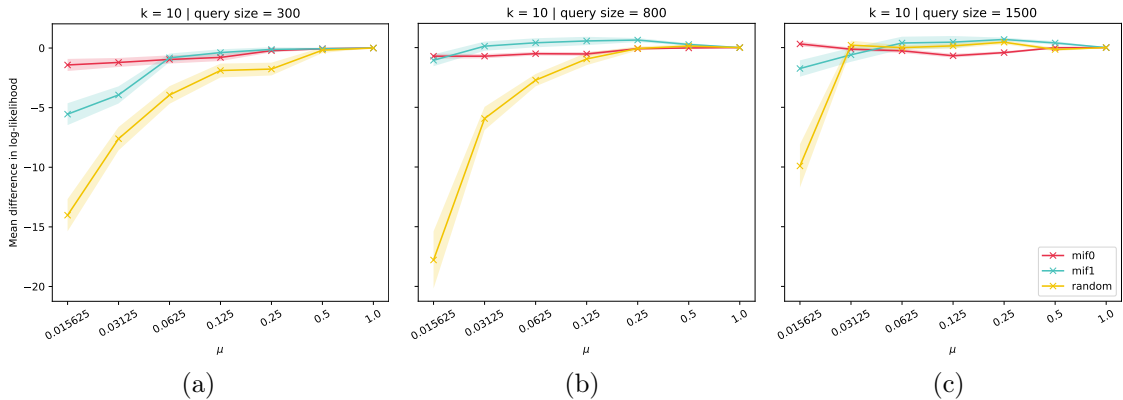 k = 10 | query size = 300
k = 10 | query size = 800
k = 10 | query size = 1500
Mean difference in log-likelihood
0
−5
−10
−15
−20
0.015625
0.03125
0.0625
0.125
0.25
0.5
1.0
μ
0.015625
0.03125
0.0625
0.125
0.25
0.5
1.0
μ
0.015625
0.03125
0.0625
0.125
0.25
0.5
1.0
μ
mif0
mif1
random
(a)
(b)
(c)